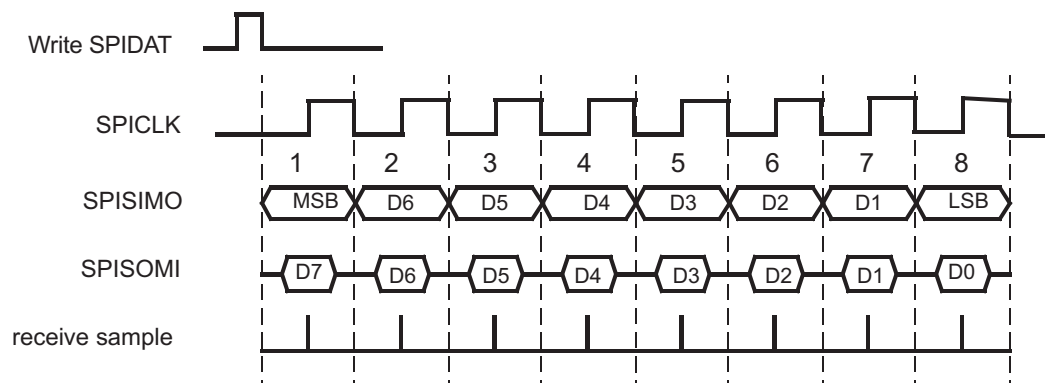 Write SPIDAT
SPICLK
1 2 3 4 5 6 7 8
SPISIMO MSB D6 D5 D4 D3 D2 D1 LSB
SPISOMI D7 D6 D5 D4 D3 D2 D1 D0
receive sample